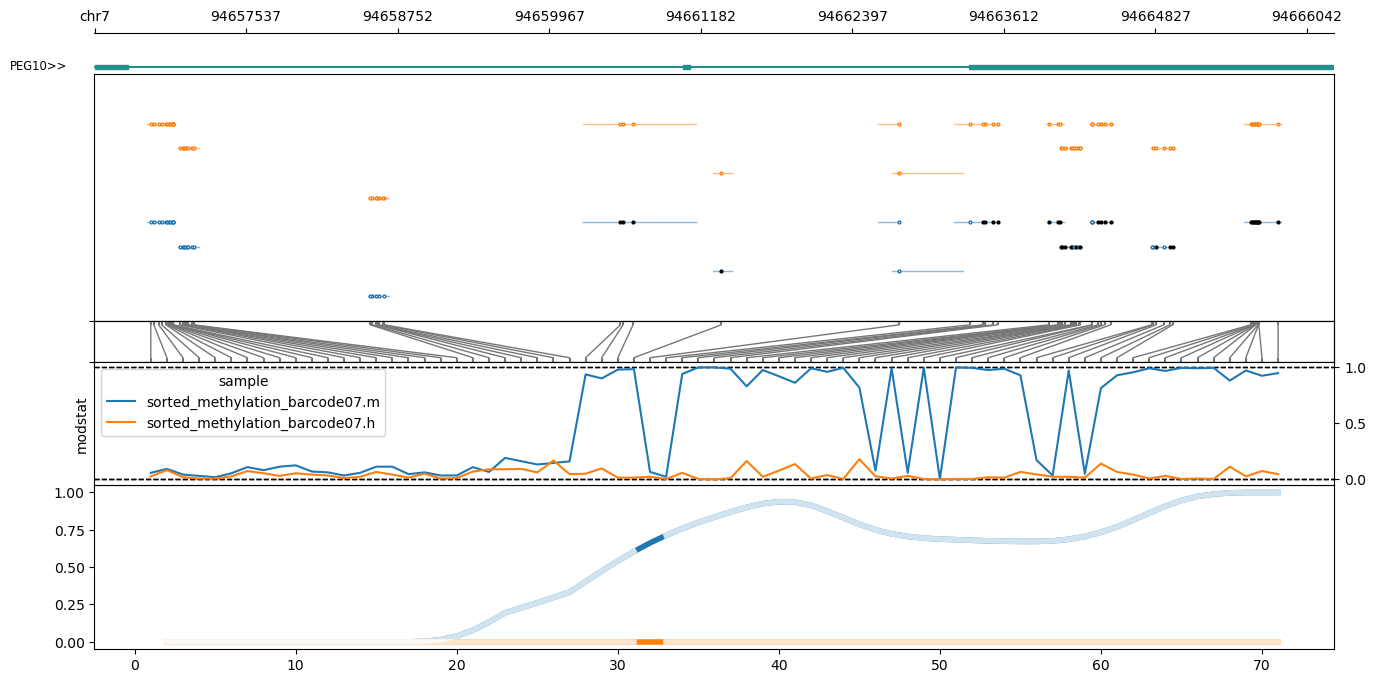 chr7 94657537 94658752 94659967 94661182 94662397 94663612 94664827 94666042
PEG10>>
sample
sorted_methylation_barcode07.m
sorted_methylation_barcode07.h
modstat
1.0
0.5
0.0
1.00
0.75
0.50
0.25
0.00
0 10 20 30 40 50 60 70